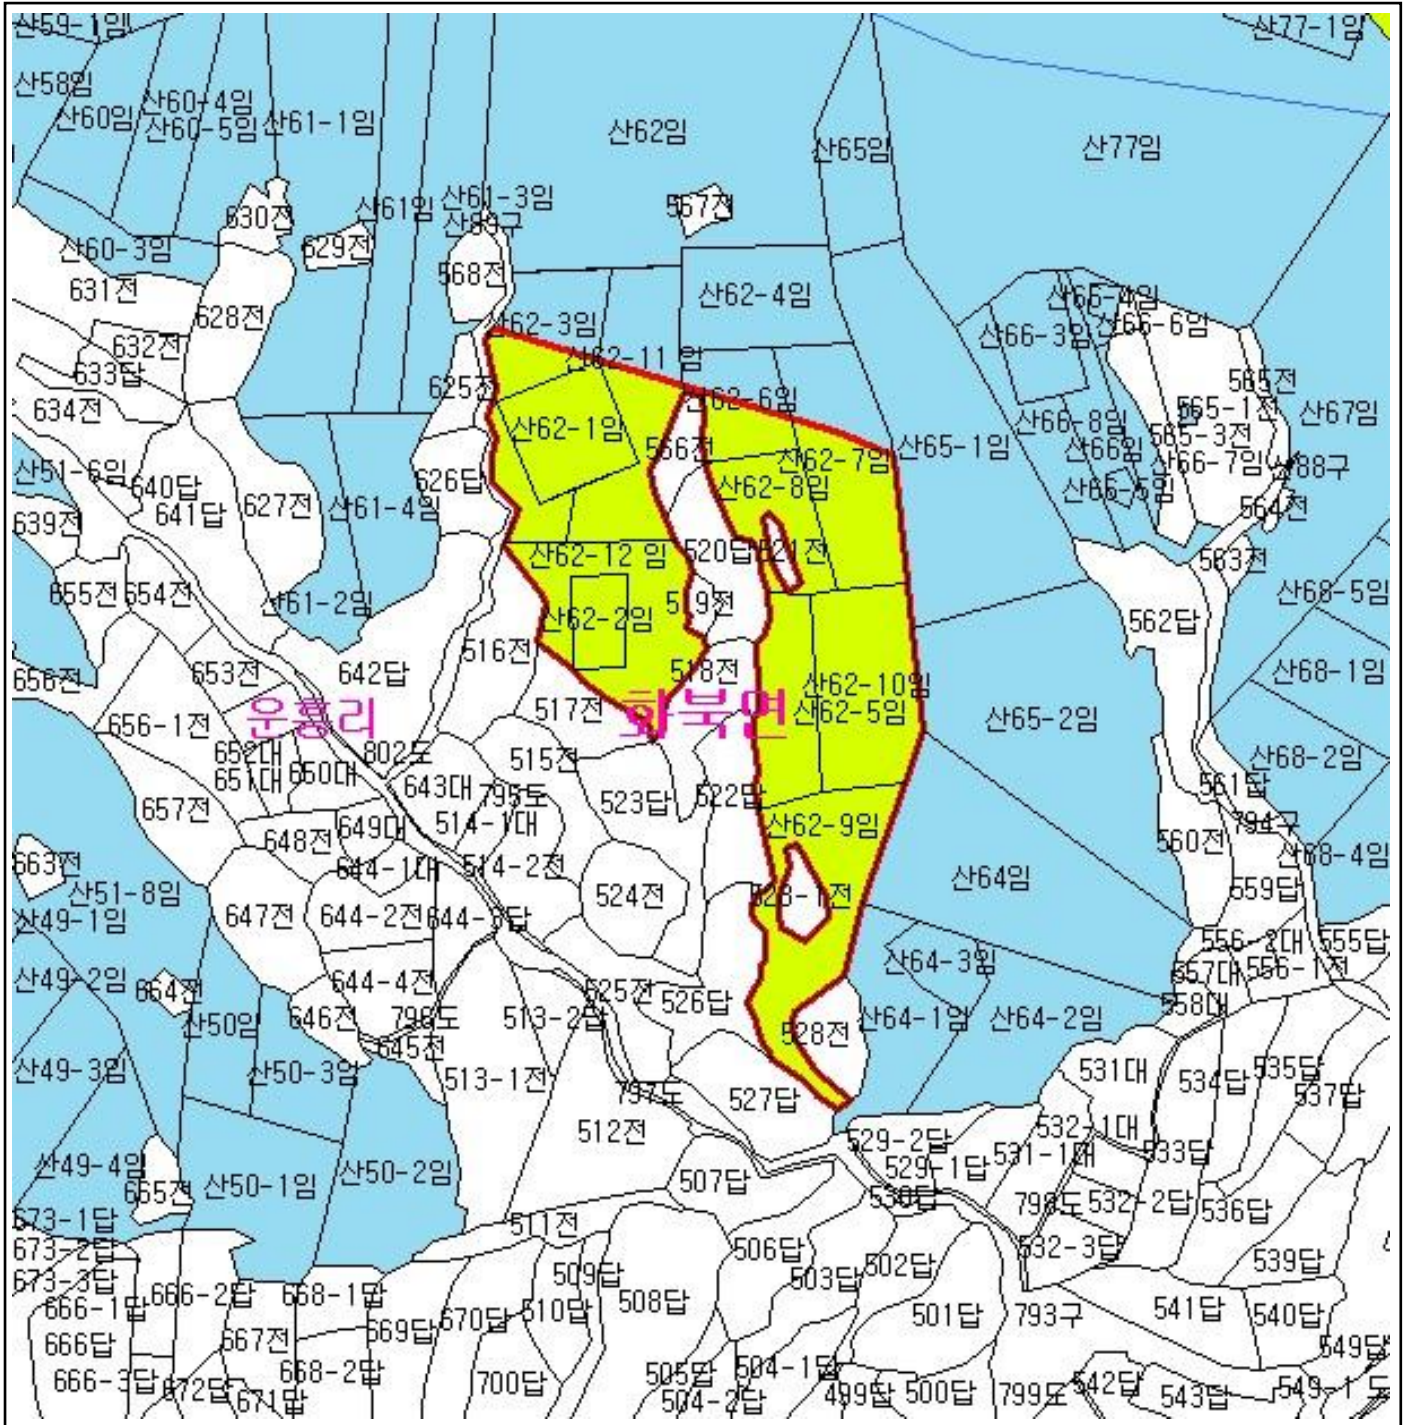 산59-1임
산77-1임
산58임
산60-4임
산60임
산60-5임
산61-1임
산62임
산65임
산77임
630전
산61임
산61-3임
산89구
567전
산60-3임
629전
568전
631전
628전
산62-4임
산65-4임
산62-3임
산66-3임
산66-6임
632전
산62-11 임
633답
634전
625전
산62-6임
565전
565-1전
산67임
산62-1임
566전
산65-1임
산66-8임
565-3전
산66임
산62-7임
산66-7임
산88구
산51-6임
640답
641답
627전
산61-4임
626답
산62-8임
산66-5임
564전
639전
산62-12 임
520답
521전
563전
655전
654전
산61-2임
산62-2임
519전
562답
산68-5임
656전
653전
642답
516전
518전
산62-10임
산68-1임
656-1전
운흥리
517전
화북면
산62-5임
산65-2임
652대
651대
650대
802도
515전
산68-2임
657전
643대
795도
523답
522답
561답
649대
514-1대
산62-9임
794구
648전
560전
663전
644-1대
514-2전
산64임
산68-4임
산51-8임
524전
528-1전
559답
산49-1임
647전
644-2전
644-3답
556-2대
555답
산49-2임
664전
644-4전
525전
526답
산64-3임
557대
556-1전
558대
산50임
646전
796도
513-2답
528전
산64-1임
산64-2임
645전
산49-3임
산50-3임
513-1전
797도
527답
531대
534답
535답
537답
512전
532-1대
529-2답
산49-4임
산50-1임
산50-2임
529-1답
531-1대
533답
665전
507답
530답
798도
532-2답
536답
673-1답
511전
673-2답
506답
532-3답
673-3답
509답
503답
502답
539답
666-1답
666-2답
668-1답
510답
508답
670답
669답
501답
793구
541답
540답
666답
667전
549답
666-3답
672답
668-2답
671답
700답
505답
504-1답
504-2답
499답
500답
799도
542답
543답
549-1 도